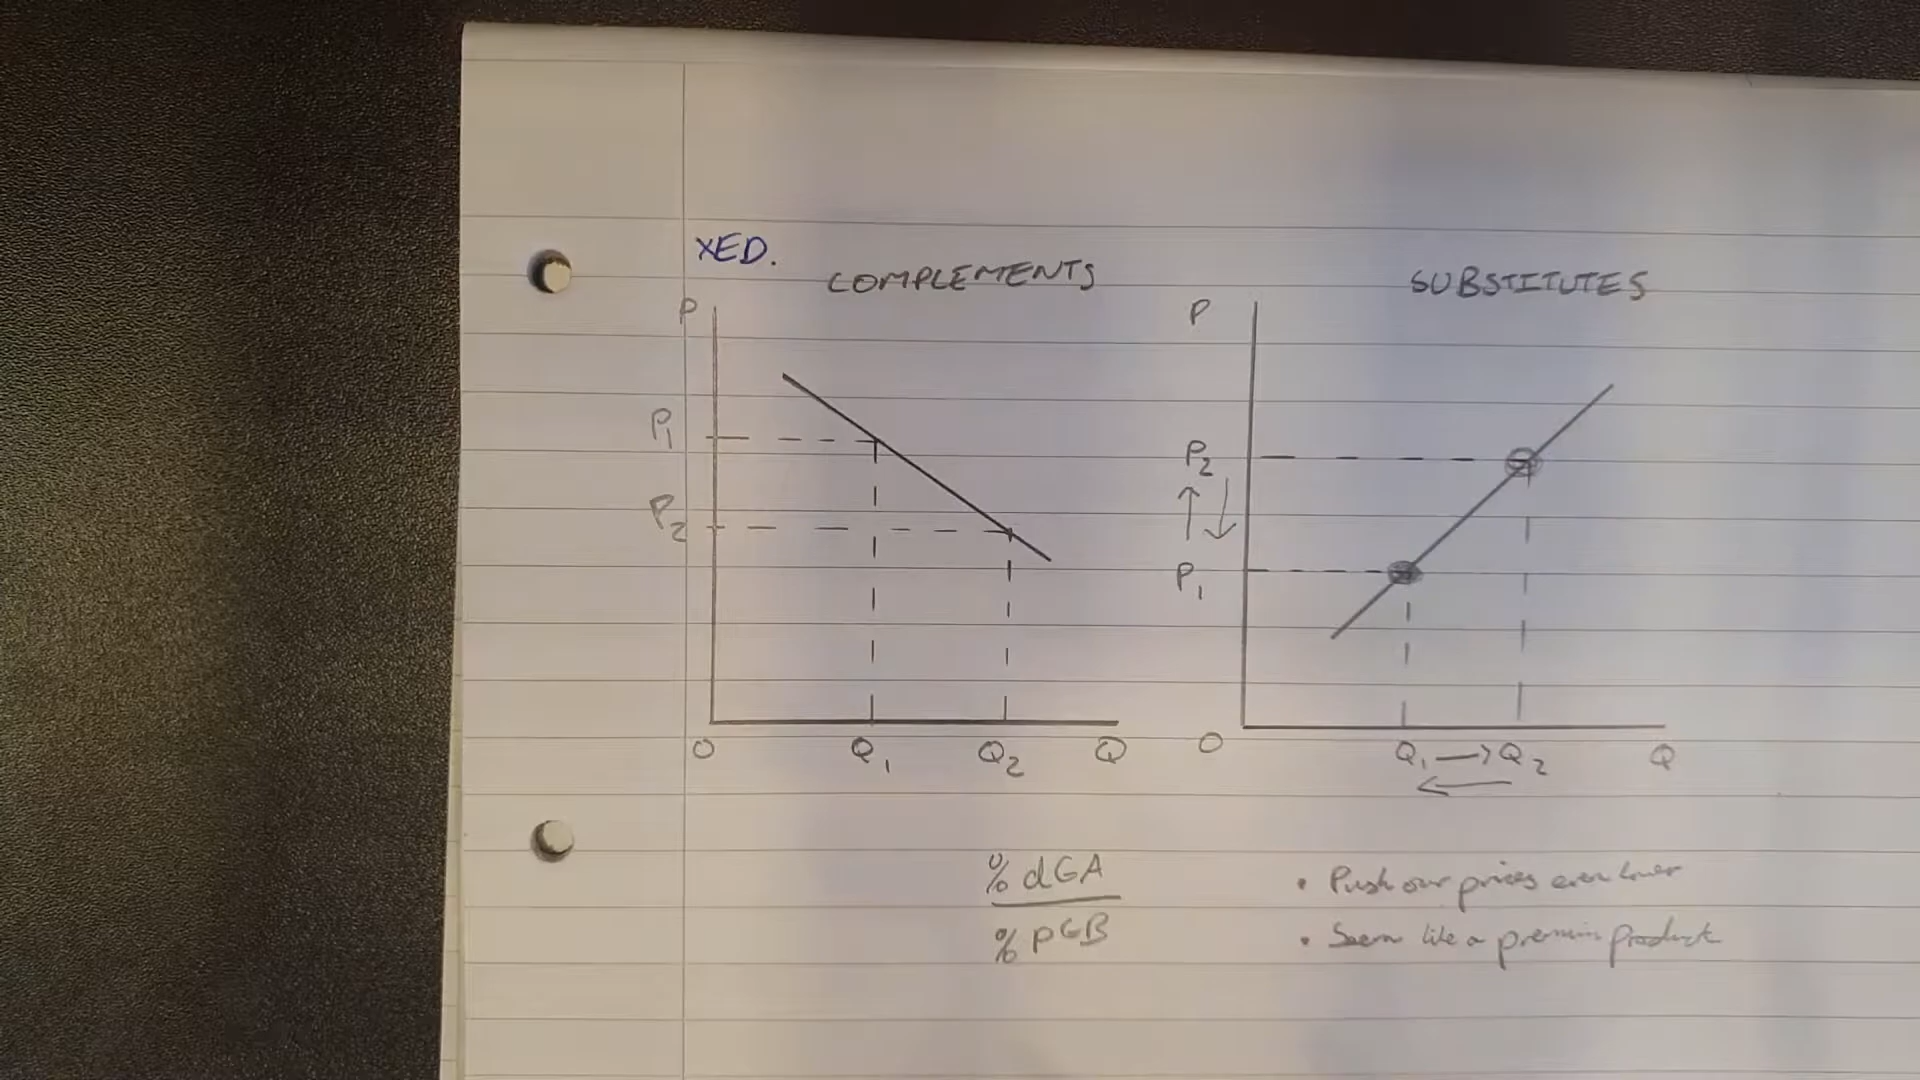 XED.
COMPLEMENTS
P
P1
P2
O Q1 Q2 Q
SUBSTITUTES
P
P2
P1
O Q1 → Q2 Q
% dGA
% PGB
• Push our prices even lower
• Seem like a premium product